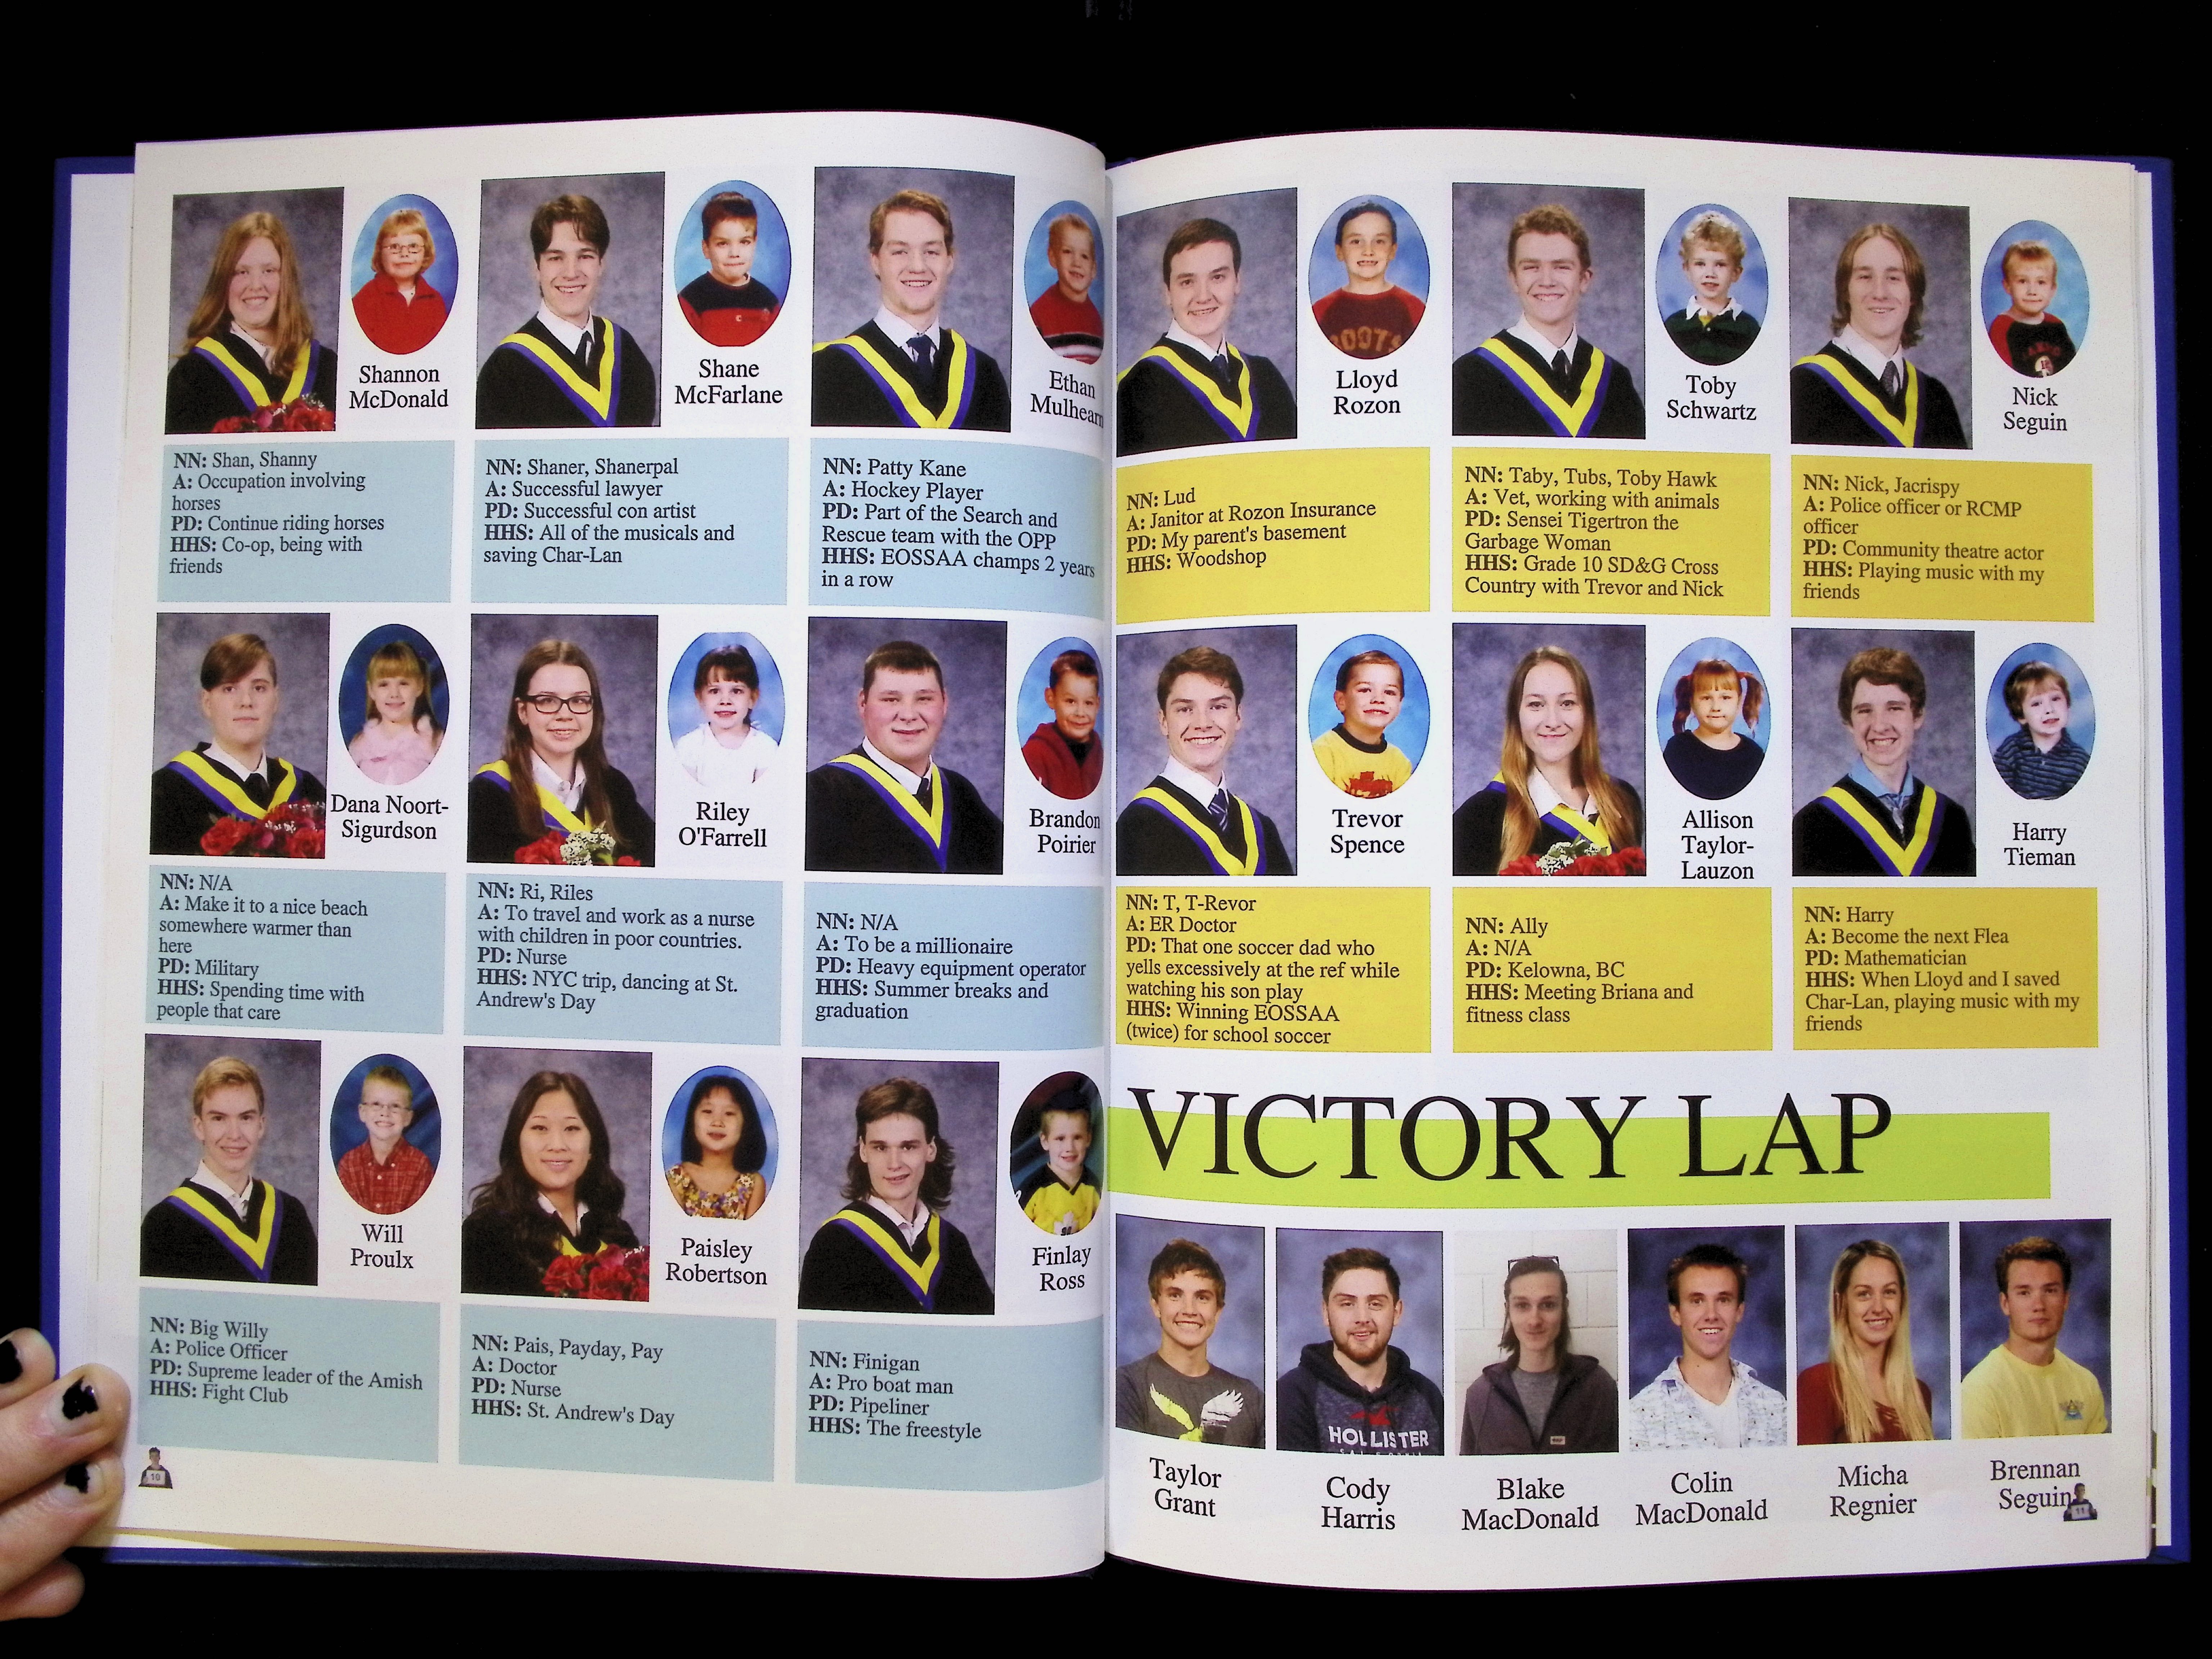 Shannon
McDonald
NN: Shan, Shanny
A: Occupation involving
horses
PD: Continue riding horses
HHS: Co-op, being with
friends
Shane
McFarlane
NN: Shaner, Shanerpal
A: Successful lawyer
PD: Successful con artist
HHS: All of the musicals and
saving Char-Lan
Ethan
Mulhearn
NN: Patty Kane
A: Hockey Player
PD: Part of the Search and
Rescue team with the OPP
HHS: EOSSAA champs 2 years
in a row
Dana Noort-
Sigurdson
NN: N/A
A: Make it to a nice beach
somewhere warmer than
here
PD: Military
HHS: Spending time with
people that care
Riley
O'Farrell
NN: Ri, Riles
A: To travel and work as a nurse
with children in poor countries.
PD: Nurse
HHS: NYC trip, dancing at St.
Andrew's Day
Brandon
Poirier
NN: N/A
A: To be a millionaire
PD: Heavy equipment operator
HHS: Summer breaks and
graduation
Will
Proulx
NN: Big Willy
A: Police Officer
PD: Supreme leader of the Amish
HHS: Fight Club
Paisley
Robertson
NN: Pais, Payday, Pay
A: Doctor
PD: Nurse
HHS: St. Andrew's Day
Finlay
Ross
NN: Finigan
A: Pro boat man
PD: Pipeliner
HHS: The freestyle
10
ROOTS
Lloyd
Rozon
NN: Lud
A: Janitor at Rozon Insurance
PD: My parent's basement
HHS: Woodshop
Toby
Schwartz
NN: Taby, Tubs, Toby Hawk
A: Vet, working with animals
PD: Sensei Tigertron the
Garbage Woman
HHS: Grade 10 SD&G Cross
Country with Trevor and Nick
Nick
Seguin
NN: Nick, Jacrispy
A: Police officer or RCMP
officer
PD: Community theatre actor
HHS: Playing music with my
friends
Trevor
Spence
NN: T, T-Revor
A: ER Doctor
PD: That one soccer dad who
yells excessively at the ref while
watching his son play
HHS: Winning EOSSAA
(twice) for school soccer
Allison
Taylor-
Lauzon
NN: Ally
A: N/A
PD: Kelowna, BC
HHS: Meeting Briana and
fitness class
Harry
Tieman
NN: Harry
A: Become the next Flea
PD: Mathematician
HHS: When Lloyd and I saved
Char-Lan, playing music with my
friends
VICTORY LAP
HOLLISTER
CALIFORNIA
Taylor
Grant
Cody
Harris
Blake
MacDonald
Colin
MacDonald
Micha
Regnier
Brennan
Seguin
11